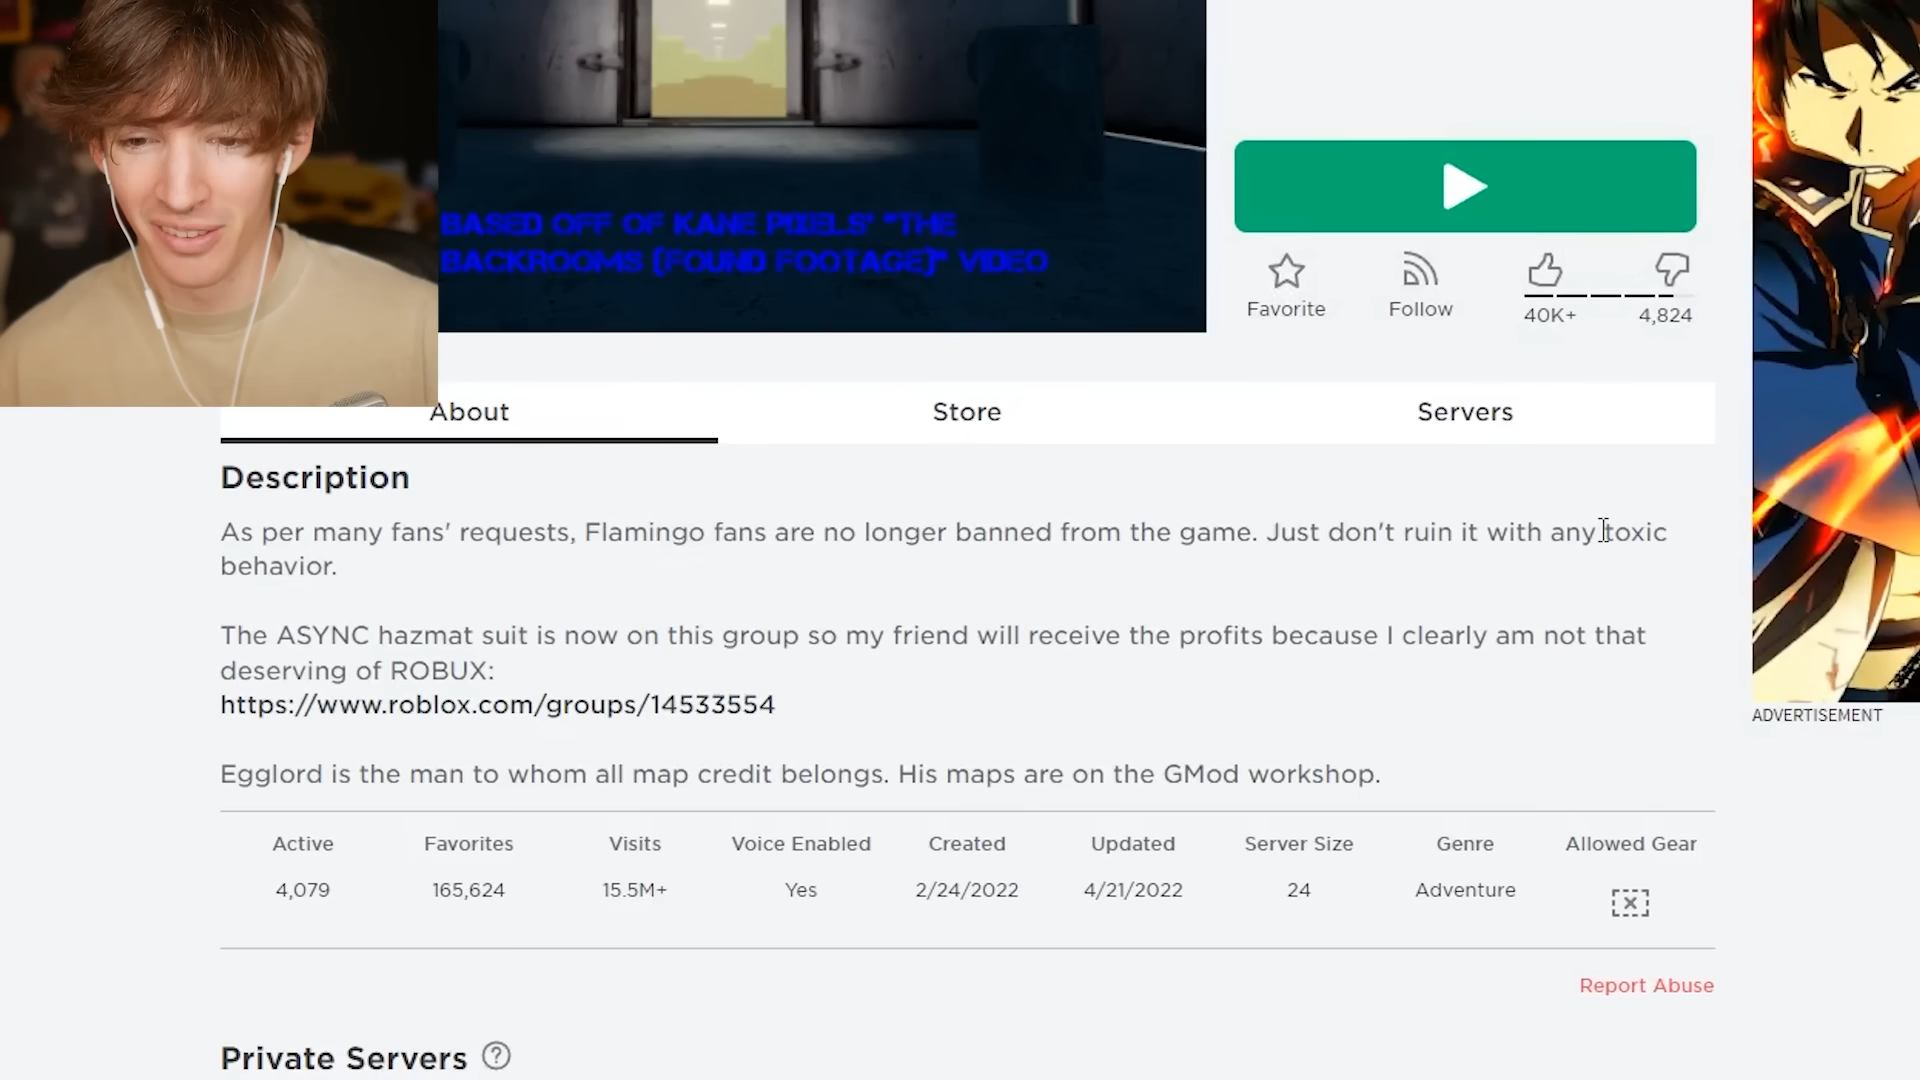 BASED OFF OF KANE PIXELS' "THE
BACKROOMS (FOUND FOOTAGE)" VIDEO
Favorite
Follow
40K+
4,824
About
Store
Servers
Description
As per many fans' requests, Flamingo fans are no longer banned from the game. Just don't ruin it with any toxic
behavior.
The ASYNC hazmat suit is now on this group so my friend will receive the profits because I clearly am not that
deserving of ROBUX:
https://www.roblox.com/groups/14533554
ADVERTISEMENT
Egglord is the man to whom all map credit belongs. His maps are on the GMod workshop.
Active Favorites Visits Voice Enabled Created Updated Server Size Genre Allowed Gear
4,079 165,624 15.5M+ Yes 2/24/2022 4/21/2022 24 Adventure
Report Abuse
Private Servers ?